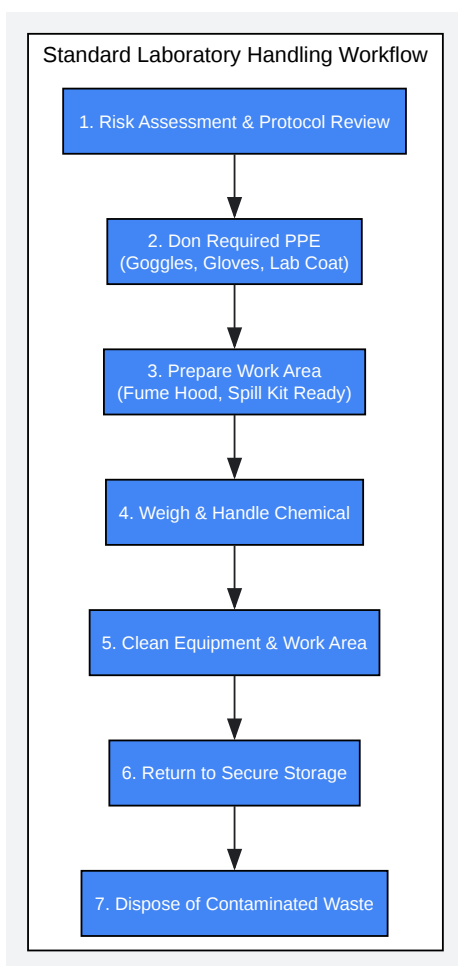 Standard Laboratory Handling Workflow
1. Risk Assessment & Protocol Review
2. Don Required PPE
(Goggles, Gloves, Lab Coat)
3. Prepare Work Area
(Fume Hood, Spill Kit Ready)
4. Weigh & Handle Chemical
5. Clean Equipment & Work Area
6. Return to Secure Storage
7. Dispose of Contaminated Waste